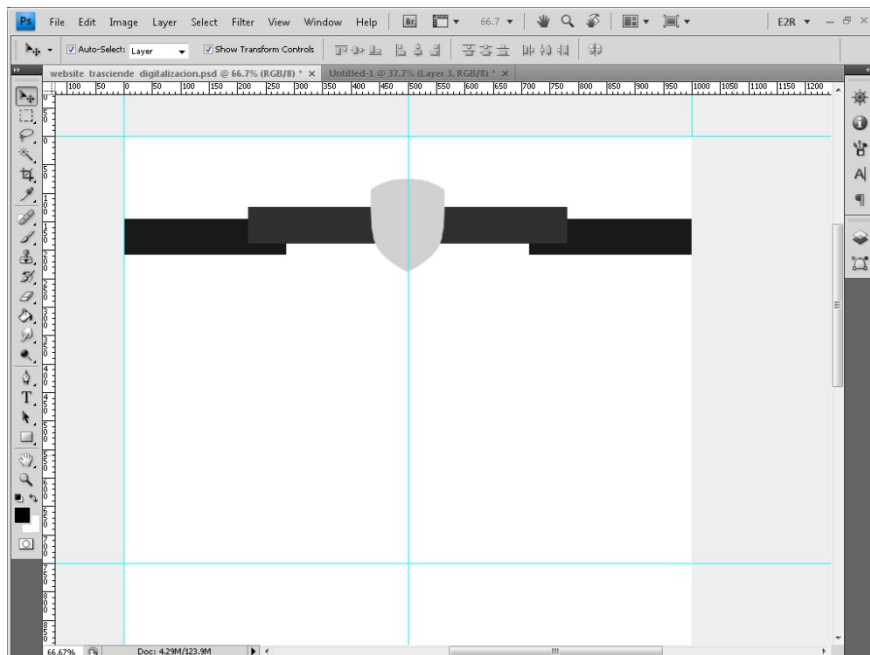 Ps File Edit Image Layer Select Filter View Window Help Br 66.7 E2R
Auto-Select: Layer Show Transform Controls
website_trasciende_digitalizacion.psd @ 66.7% (RGB/8) * × Untitled-1 @ 37.7% (Layer 3, RGB/8) * ×
100 50 0 50 100 150 200 250 300 350 400 450 500 550 600 650 700 750 800 850 900 950 1000 1050 1100 1150 1200
66.67% Doc: 4.29M/123.9M